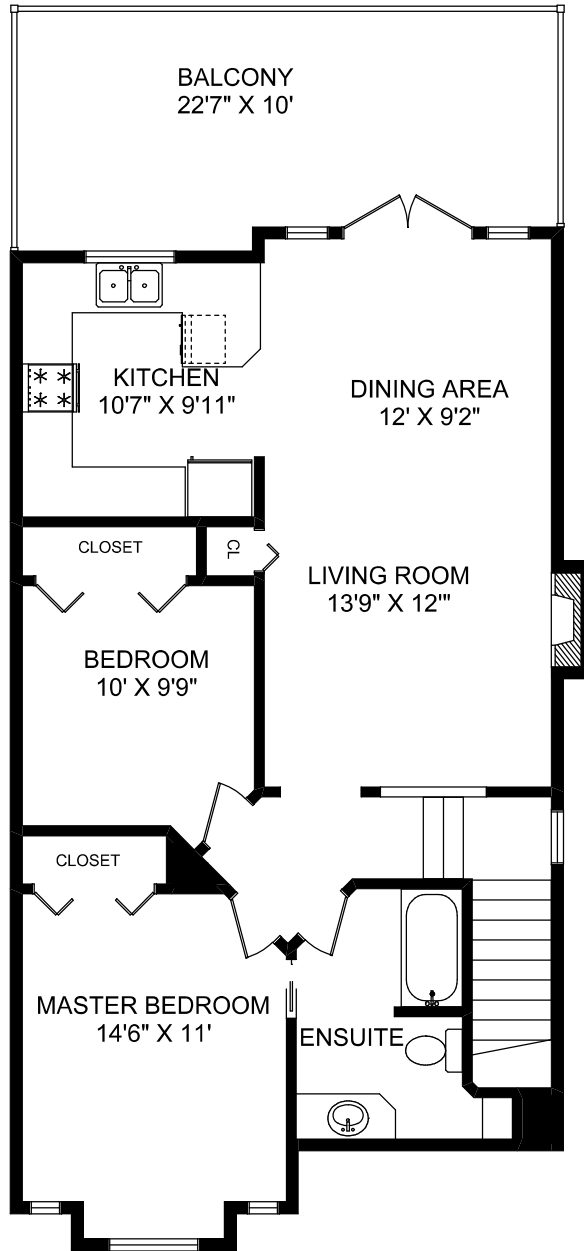 BALCONY
22'7" X 10'
KITCHEN
10'7" X 9'11"
DINING AREA
12' X 9'2"
CLOSET
CL
LIVING ROOM
13'9" X 12'"
BEDROOM
10' X 9'9"
CLOSET
MASTER BEDROOM
14'6" X 11'
ENSUITE